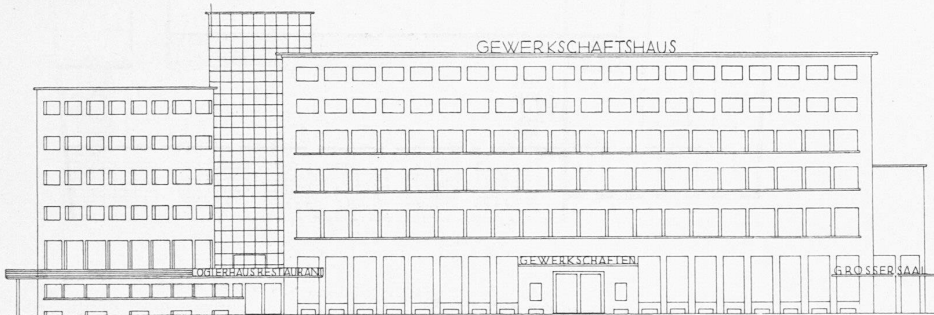 GEWERKSCHAFTSHAUS
GEWERKSCHAFTEN
LOGIERHAUS RESTAURANT
GROSSER SAAL